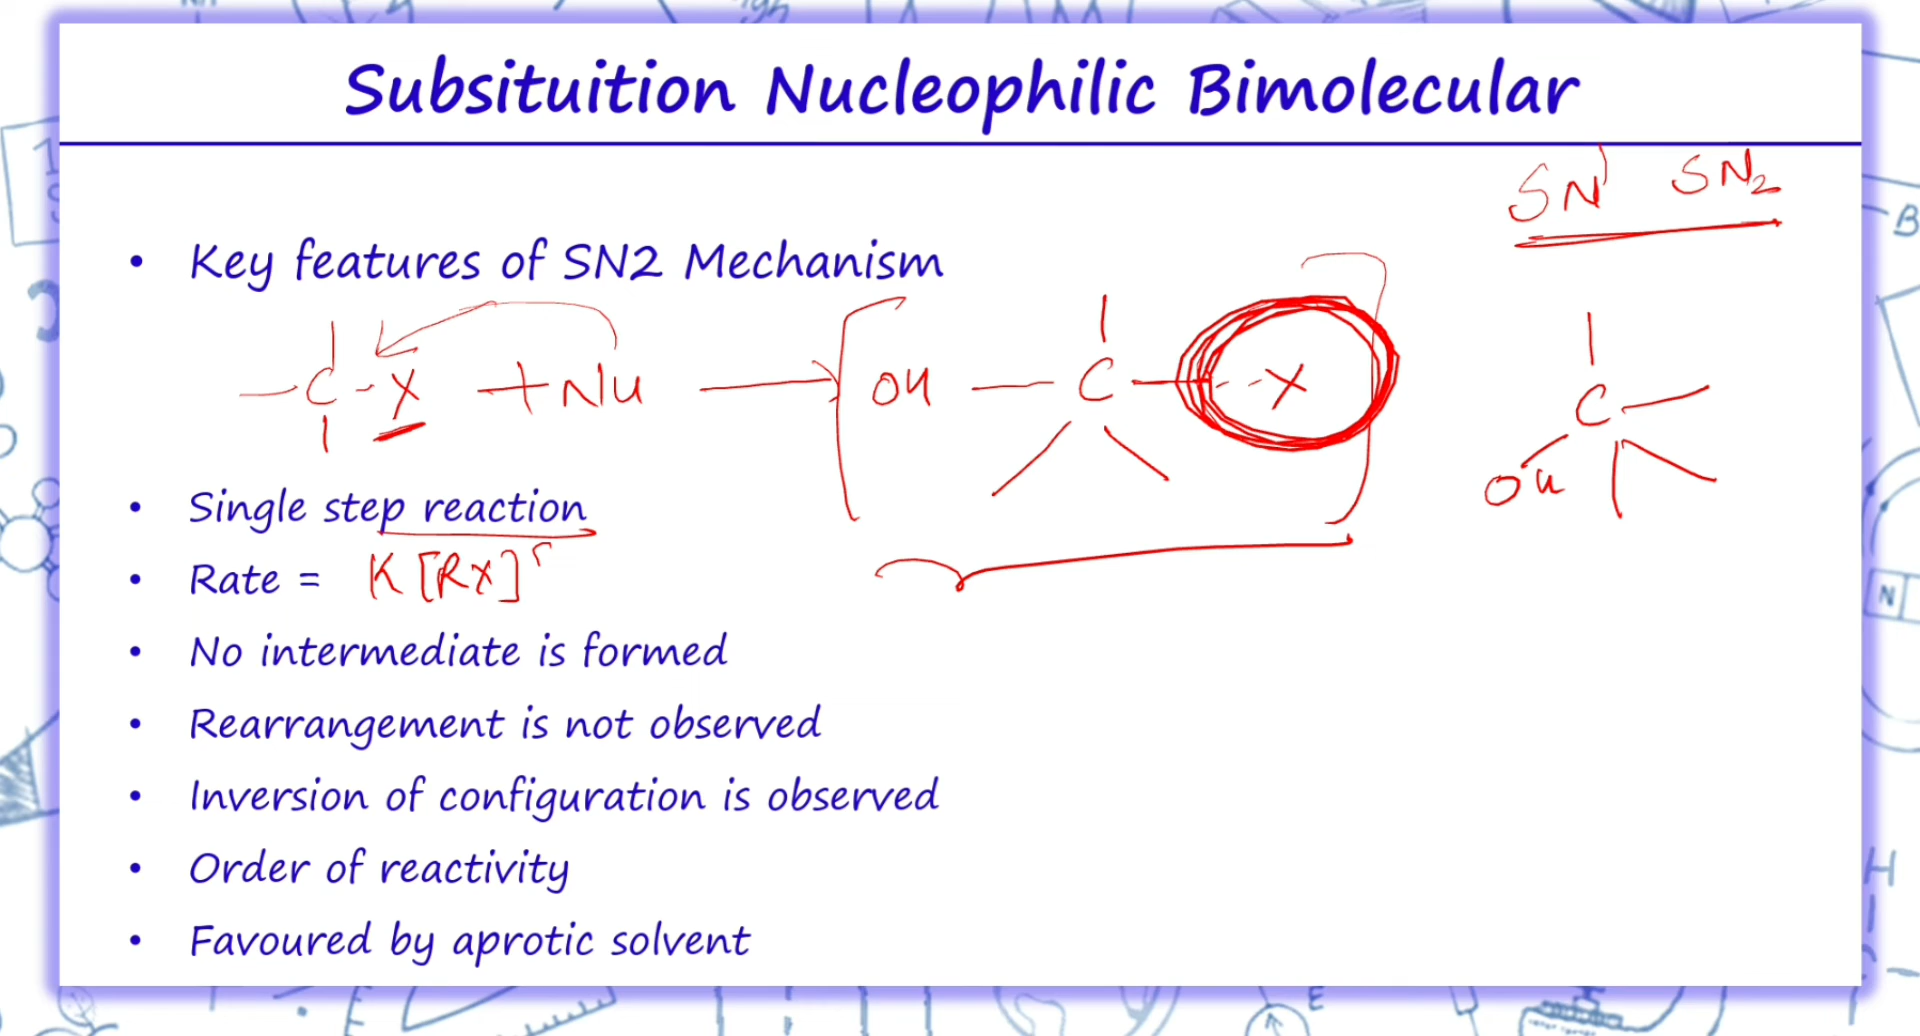 Subsituition Nucleophilic Bimolecular
SN1 SN2
• Key features of SN2 Mechanism
C - X + Nu → [OH — C - - X]
C
OH
• Single step reaction
• Rate = K[RX]
• No intermediate is formed
• Rearrangement is not observed
• Inversion of configuration is observed
• Order of reactivity
• Favoured by aprotic solvent
B
N
H
E